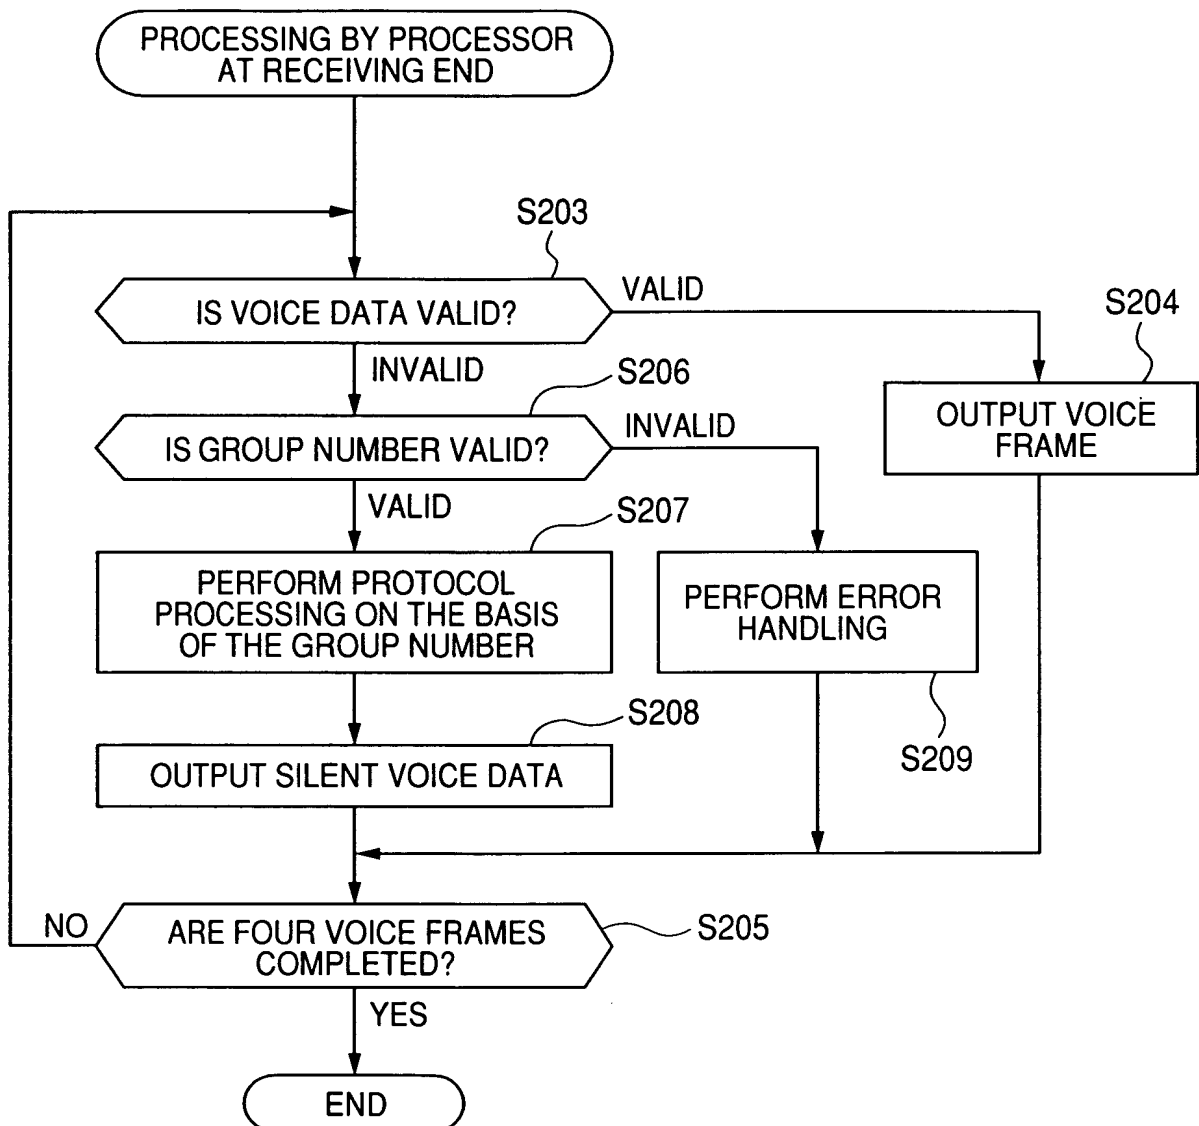 PROCESSING BY PROCESSOR
AT RECEIVING END
S203
IS VOICE DATA VALID?
VALID
S204
INVALID
OUTPUT VOICE
FRAME
S206
IS GROUP NUMBER VALID?
INVALID
VALID
S207
PERFORM PROTOCOL
PROCESSING ON THE BASIS
OF THE GROUP NUMBER
PERFORM ERROR
HANDLING
S208
S209
OUTPUT SILENT VOICE DATA
NO
ARE FOUR VOICE FRAMES
COMPLETED?
S205
YES
END